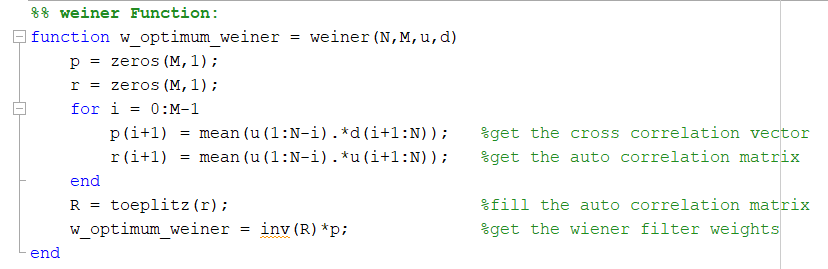 %% weiner Function:
function w_optimum_weiner = weiner(N,M,u,d)
    p = zeros(M,1);
    r = zeros(M,1);
    for i = 0:M-1
        p(i+1) = mean(u(1:N-i).*d(i+1:N));   %get the cross correlation vector
        r(i+1) = mean(u(1:N-i).*u(i+1:N));   %get the auto correlation matrix
    end
    R = toeplitz(r);                         %fill the auto correlation matrix
    w_optimum_weiner = inv(R)*p;             %get the wiener filter weights
end